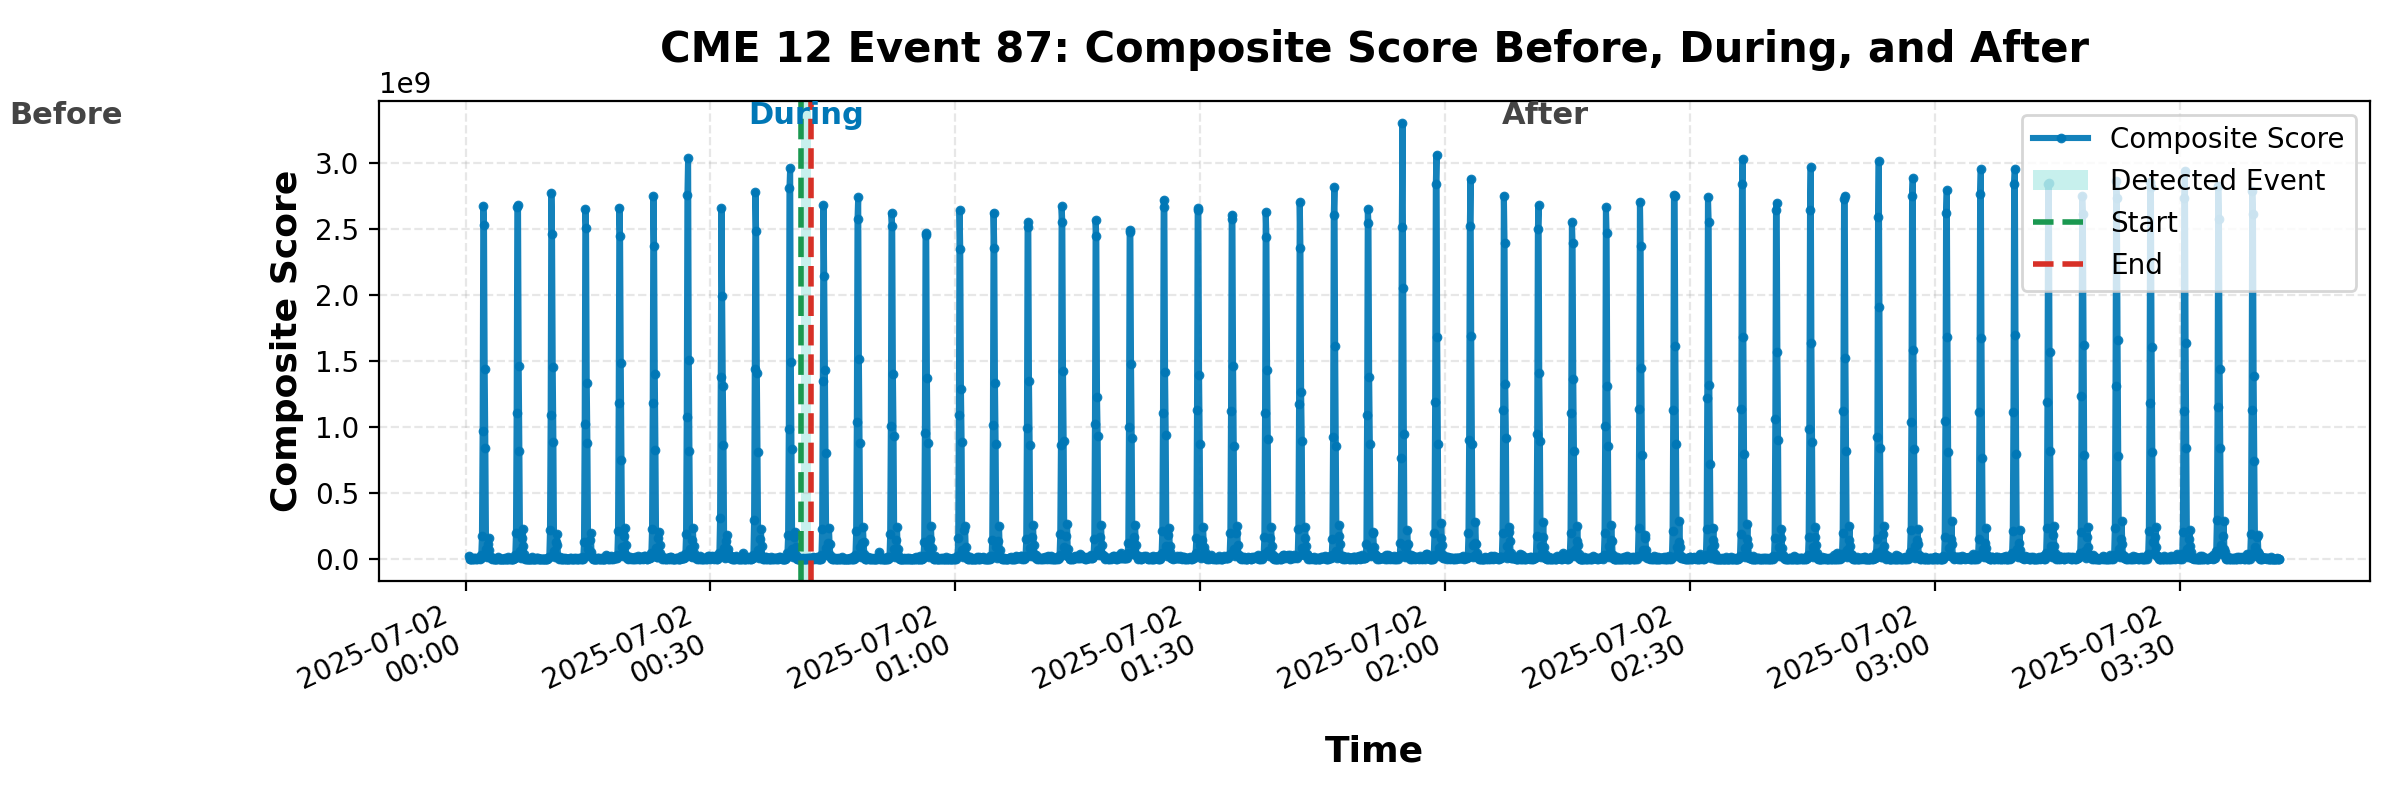 CME 12 Event 87: Composite Score Before, During, and After
1e9
Before
During
After
Composite Score
3.0
2.5
2.0
1.5
1.0
0.5
0.0
Composite Score
Detected Event
Start
End
2025-07-02
00:00
2025-07-02
00:30
2025-07-02
01:00
2025-07-02
01:30
2025-07-02
02:00
2025-07-02
02:30
2025-07-02
03:00
2025-07-02
03:30
Time